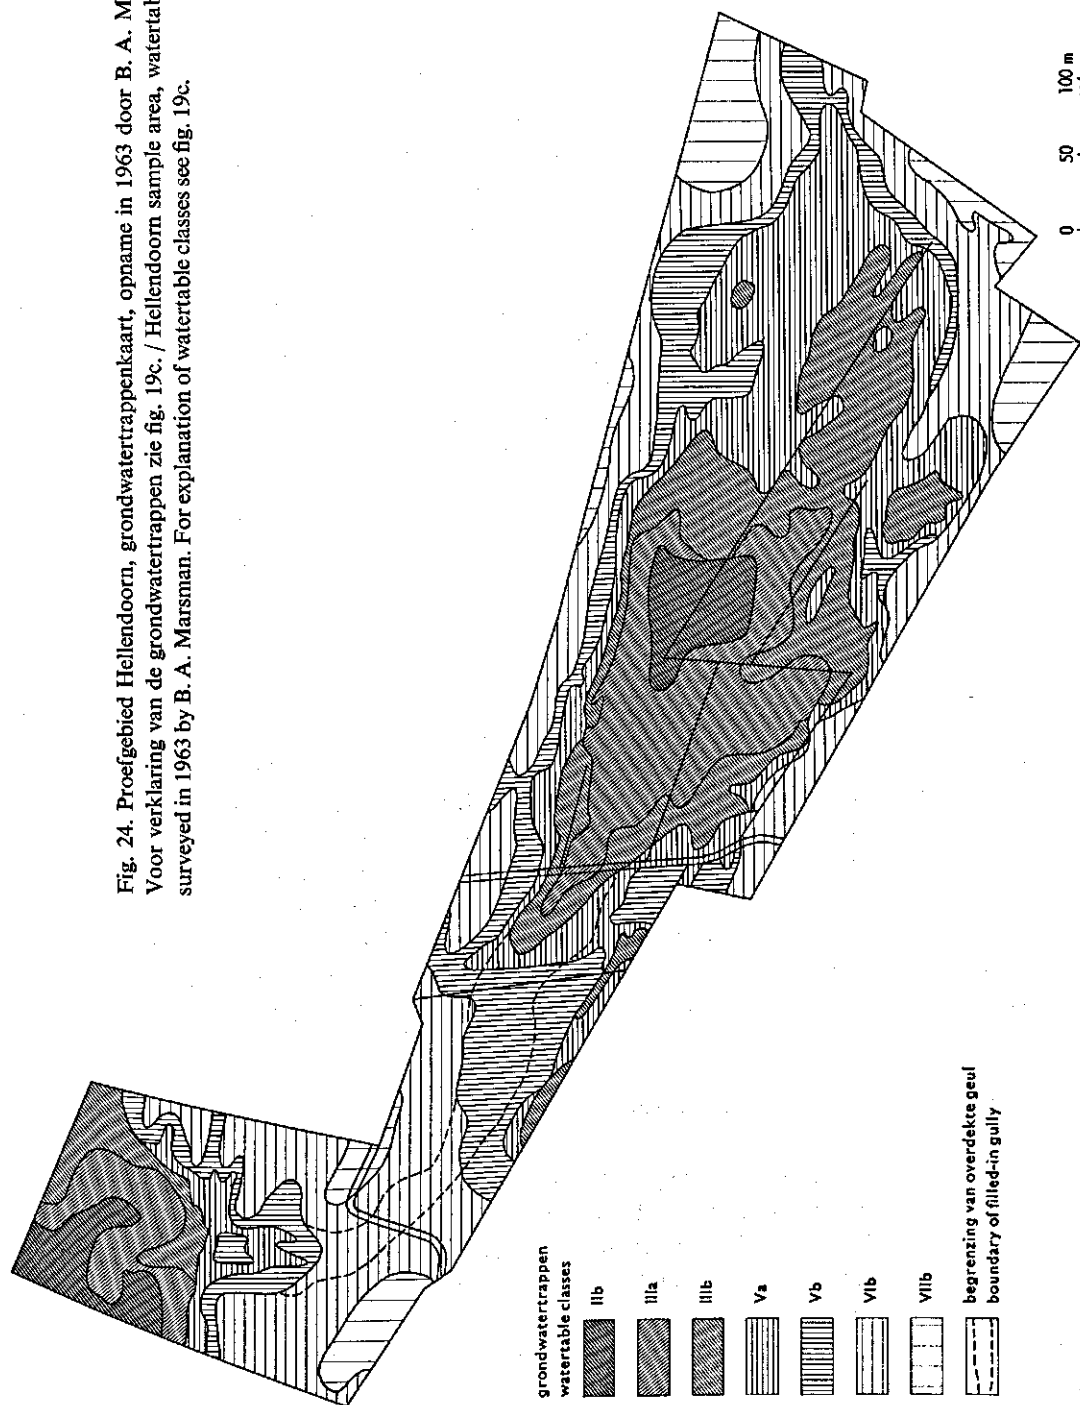 Fig. 24. Proefgebied Hellendoorn, grondwatertrappenkaart, opname in 1963 door B. A. M
Voor verklaring van de grondwatertrappen zie fig. 19c. / Hellendoorn sample area, watertab
surveyed in 1963 by B. A. Marsman. For explanation of watertable classes see fig. 19c.
0 50 100 m
grondwatertrappen
watertable classes
IIb
IIIa
IIIb
Va
Vb
VIb
VIIb
begrenzing van overdekte geul
boundary of filled-in gully